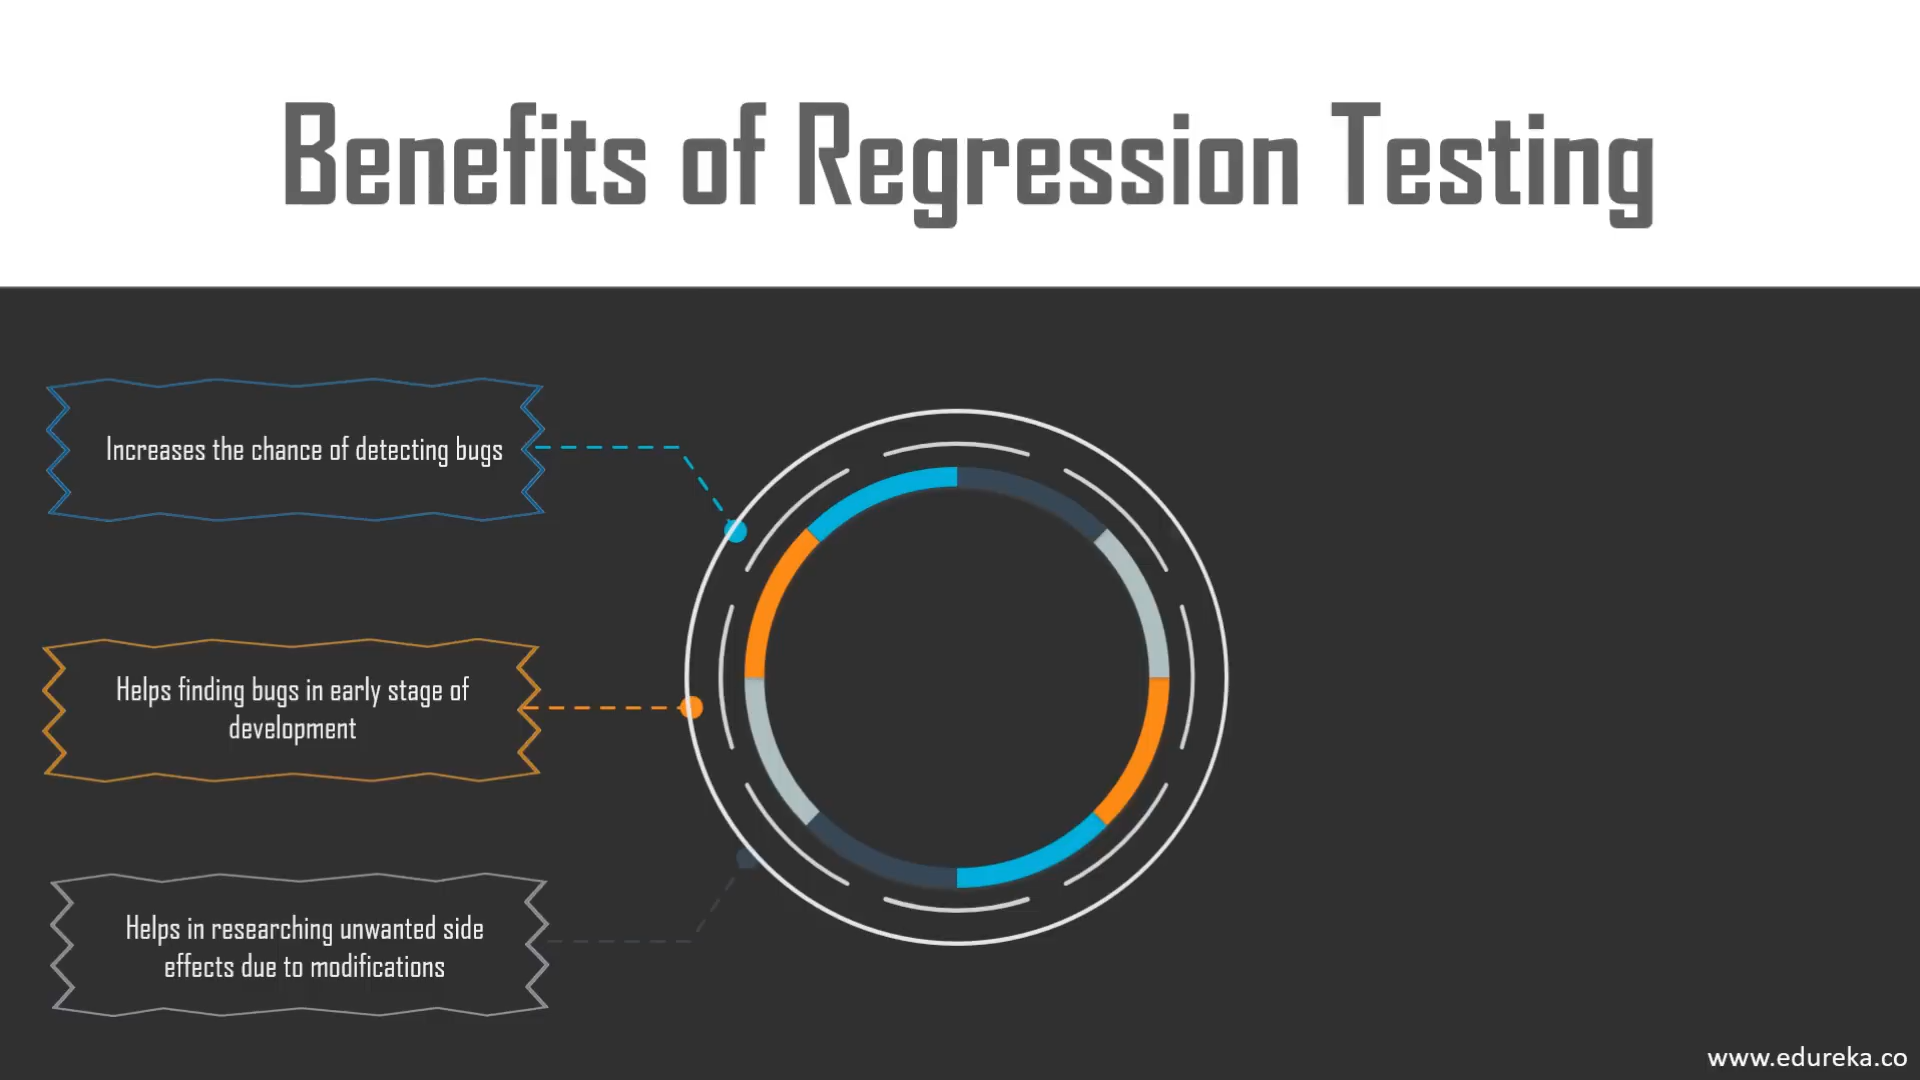 Benefits of Regression Testing
Increases the chance of detecting bugs
Helps finding bugs in early stage of
development
Helps in researching unwanted side
effects due to modifications
www.edureka.co